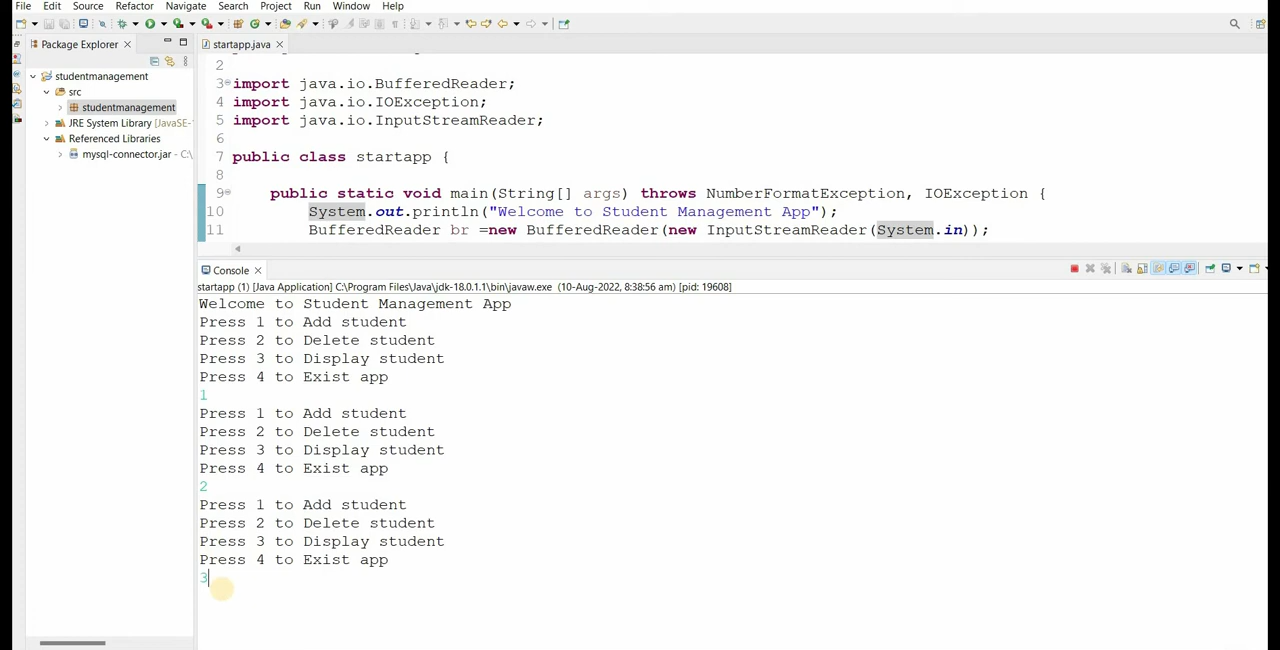 File Edit Source Refactor Navigate Search Project Run Window Help
Package Explorer
startapp.java
studentmanagement
src
studentmanagement
JRE System Library [JavaSE-
Referenced Libraries
mysql-connector.jar - C:\
2
3 import java.io.BufferedReader;
4 import java.io.IOException;
5 import java.io.InputStreamReader;
6
7 public class startapp {
8
9 public static void main(String[] args) throws NumberFormatException, IOException {
10 System.out.println("Welcome to Student Management App");
11 BufferedReader br =new BufferedReader(new InputStreamReader(System.in));
Console
startapp (1) [Java Application] C:\Program Files\Java\jdk-18.0.1.1\bin\javaw.exe (10-Aug-2022, 8:38:56 am) [pid: 19608]
Welcome to Student Management App
Press 1 to Add student
Press 2 to Delete student
Press 3 to Display student
Press 4 to Exist app
1
Press 1 to Add student
Press 2 to Delete student
Press 3 to Display student
Press 4 to Exist app
2
Press 1 to Add student
Press 2 to Delete student
Press 3 to Display student
Press 4 to Exist app
3